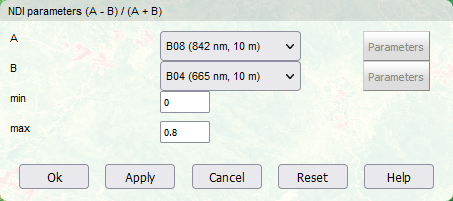 NDI parameters (A - B) / (A + B)
A B08 (842 nm, 10 m) Parameters
B B04 (665 nm, 10 m) Parameters
min 0
max 0.8
Ok Apply Cancel Reset Help